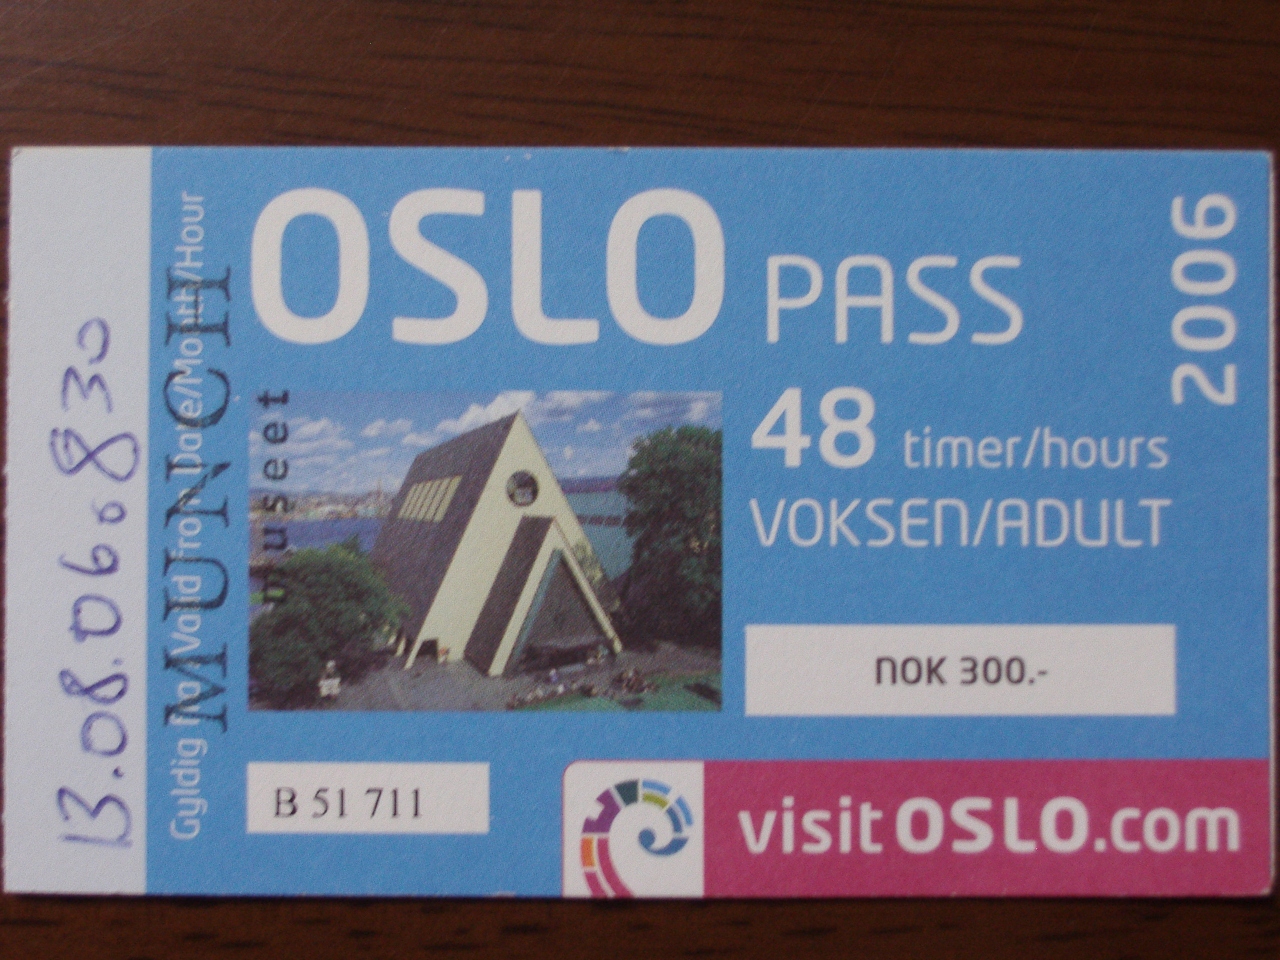 13.08.06.830
Gyldig fra/Valid from Date/Month/Hour
MUNCH
museet
OSLO PASS
2006
48 timer/hours
VOKSEN/ADULT
NOK 300.-
B 51 711
visitOSLO.com